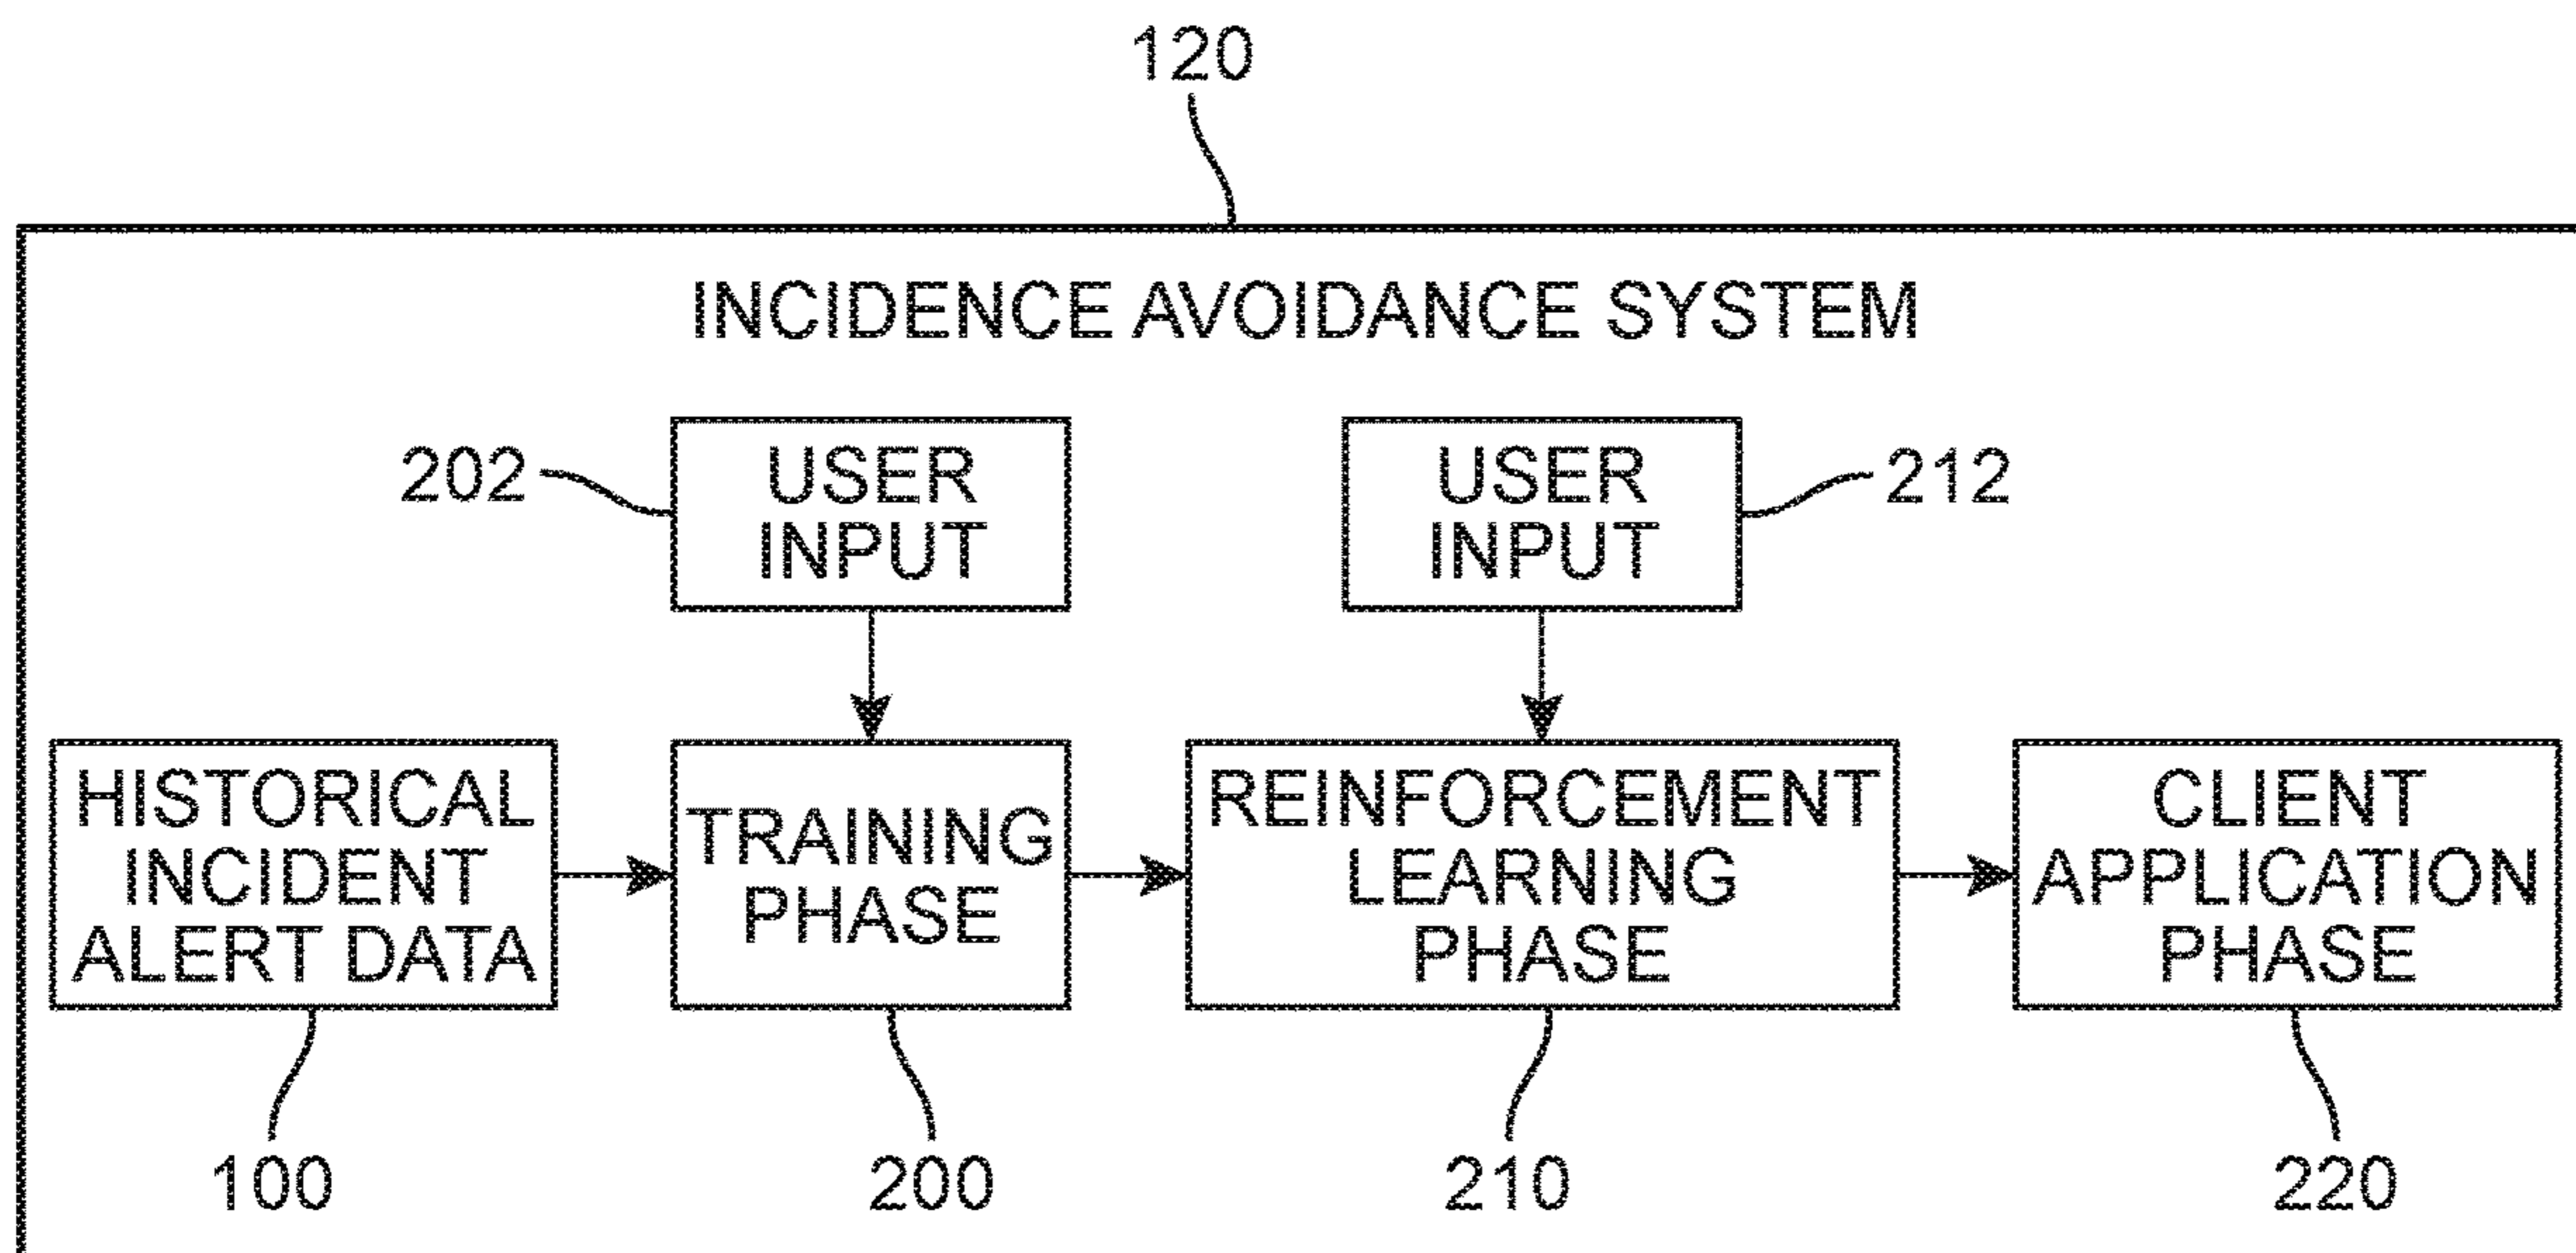 120
INCIDENCE AVOIDANCE SYSTEM
202
USER
INPUT
USER
INPUT
212
HISTORICAL
INCIDENT
ALERT DATA
TRAINING
PHASE
REINFORCEMENT
LEARNING
PHASE
CLIENT
APPLICATION
PHASE
100
200
210
220